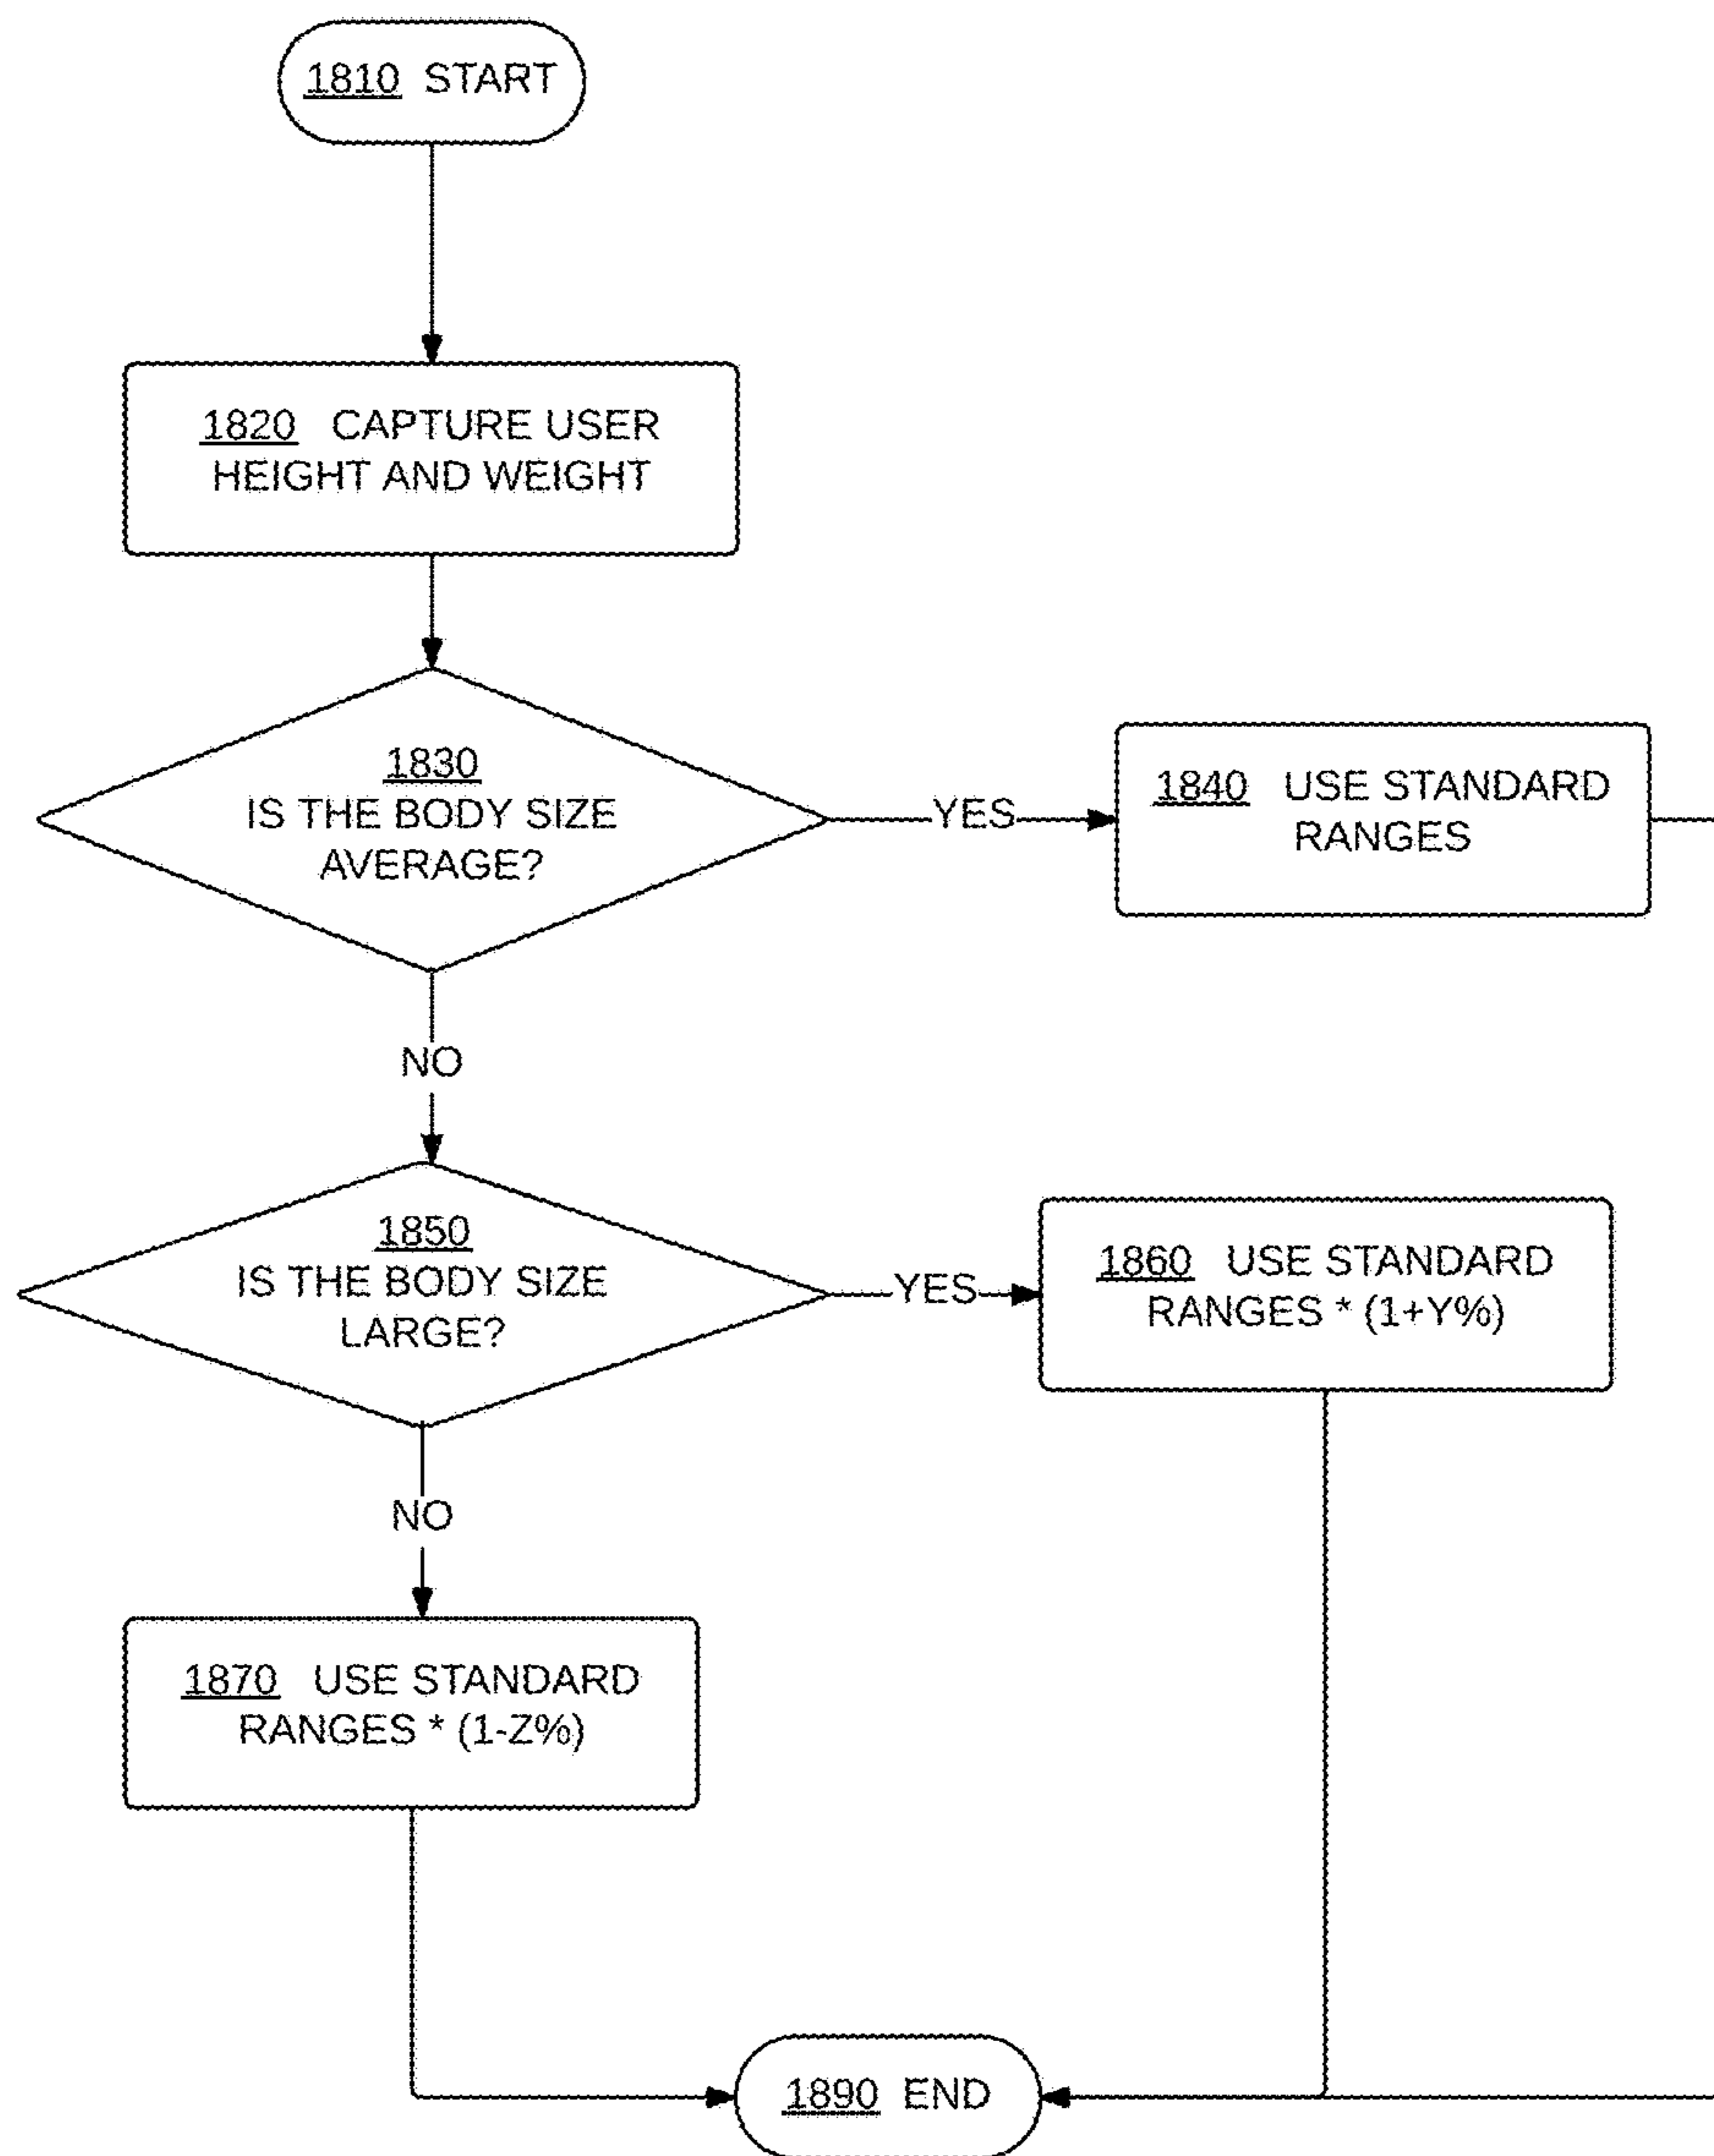 1810 START
1820 CAPTURE USER
HEIGHT AND WEIGHT
1830
IS THE BODY SIZE
AVERAGE?
YES
1840 USE STANDARD
RANGES
NO
1850
IS THE BODY SIZE
LARGE?
YES
1860 USE STANDARD
RANGES * (1+Y%)
NO
1870 USE STANDARD
RANGES * (1-Z%)
1890 END